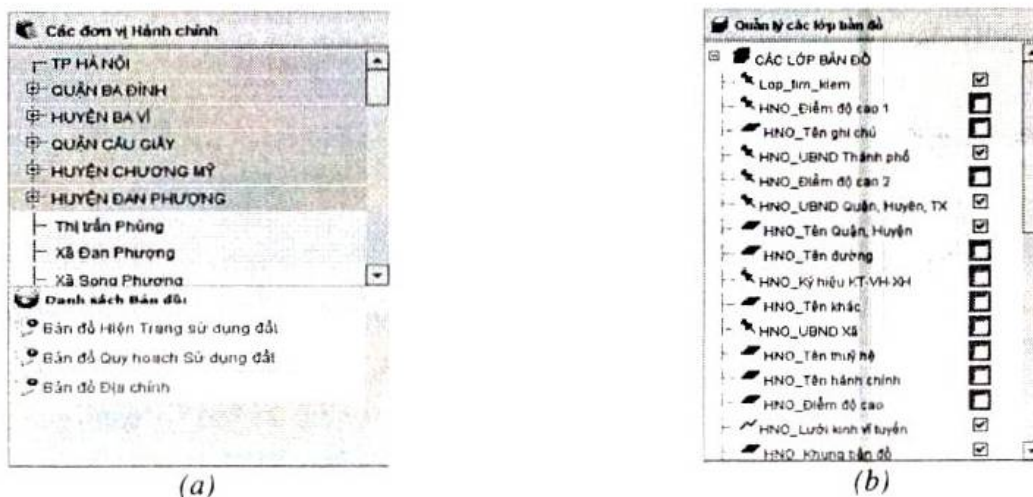 Các đơn vị Hành chính
TP HÀ NỘI
QUẬN BA ĐÌNH
HUYỆN BA VÌ
QUẬN CẦU GIẤY
HUYỆN CHƯƠNG MỸ
HUYỆN ĐAN PHƯỢNG
Thị trấn Phùng
Xã Đan Phượng
Xã Song Phượng
Danh sách Bản đồ:
Bản đồ Hiện Trạng sử dụng đất
Bản đồ Quy hoạch Sử dụng đất
Bản đồ Địa chính
(a)
Quản lý các lớp bản đồ
CÁC LỚP BẢN ĐỒ
Lop_tim_kiem
HNO_Điểm độ cao 1
HNO_Tên ghi chú
HNO_UBND Thành phố
HNO_Điểm độ cao 2
HNO_UBND Quận, Huyện, TX
HNO_Tên Quận, Huyện
HNO_Tên đường
HNO_Ký hiệu KT-VH-XH
HNO_Tên khác
HNO_UBND Xã
HNO_Tên thuỷ hệ
HNO_Tên hành chính
HNO_Điểm độ cao
HNO_Lưới kinh vĩ tuyến
HNO_Khung bản đồ
(b)